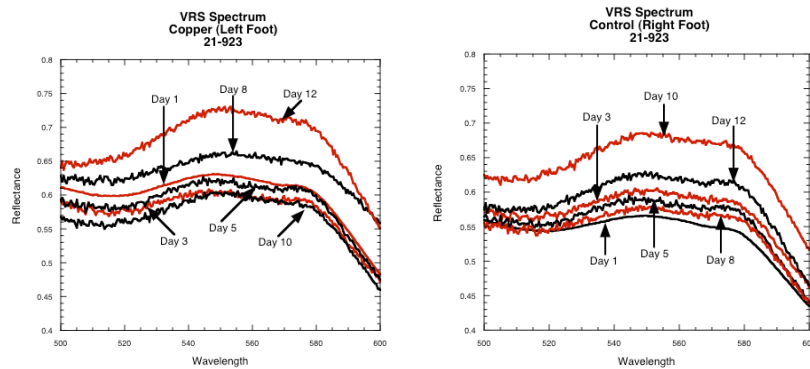 VRS Spectrum
Copper (Left Foot)
21-923
0.8
0.75
0.7
0.65
0.6
0.55
0.5
0.45
0.4
Reflectance
Day 1
Day 8
Day 12
Day 3
Day 5
Day 10
500
520
540
560
580
600
Wavelength
VRS Spectrum
Control (Right Foot)
21-923
0.8
0.75
0.7
0.65
0.6
0.55
0.5
0.45
0.4
Reflectance
Day 10
Day 3
Day 12
Day 1
Day 5
Day 8
500
520
540
560
580
600
Wavelength